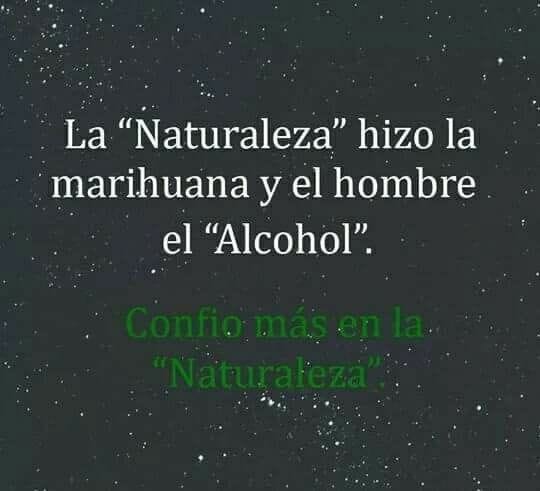 La “Naturaleza” hizo la
marihuana y el hombre
el “Alcohol”.
Confio más en la
“Naturaleza”.